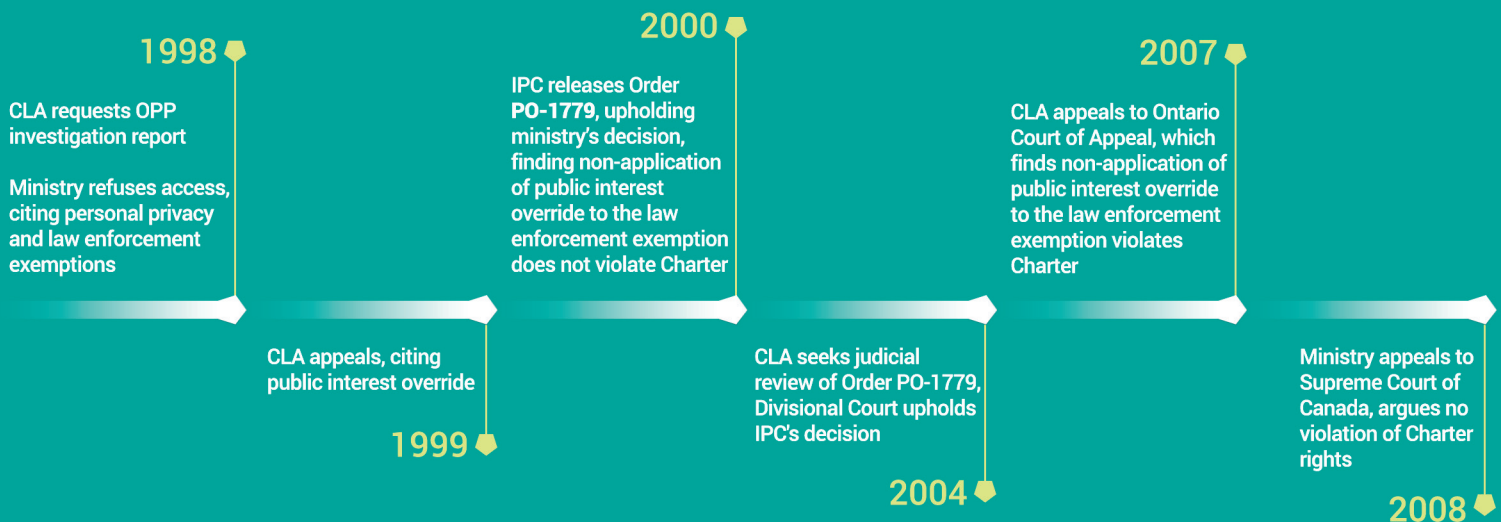 1998
CLA requests OPP
investigation report
Ministry refuses access,
citing personal privacy
and law enforcement
exemptions
CLA appeals, citing
public interest override
1999
2000
IPC releases Order
PO-1779, upholding
ministry's decision,
finding non-application
of public interest
override to the law
enforcement exemption
does not violate Charter
CLA seeks judicial
review of Order PO-1779,
Divisional Court upholds
IPC's decision
2004
2007
CLA appeals to Ontario
Court of Appeal, which
finds non-application of
public interest override
to the law enforcement
exemption violates
Charter
Ministry appeals to
Supreme Court of
Canada, argues no
violation of Charter
rights
2008